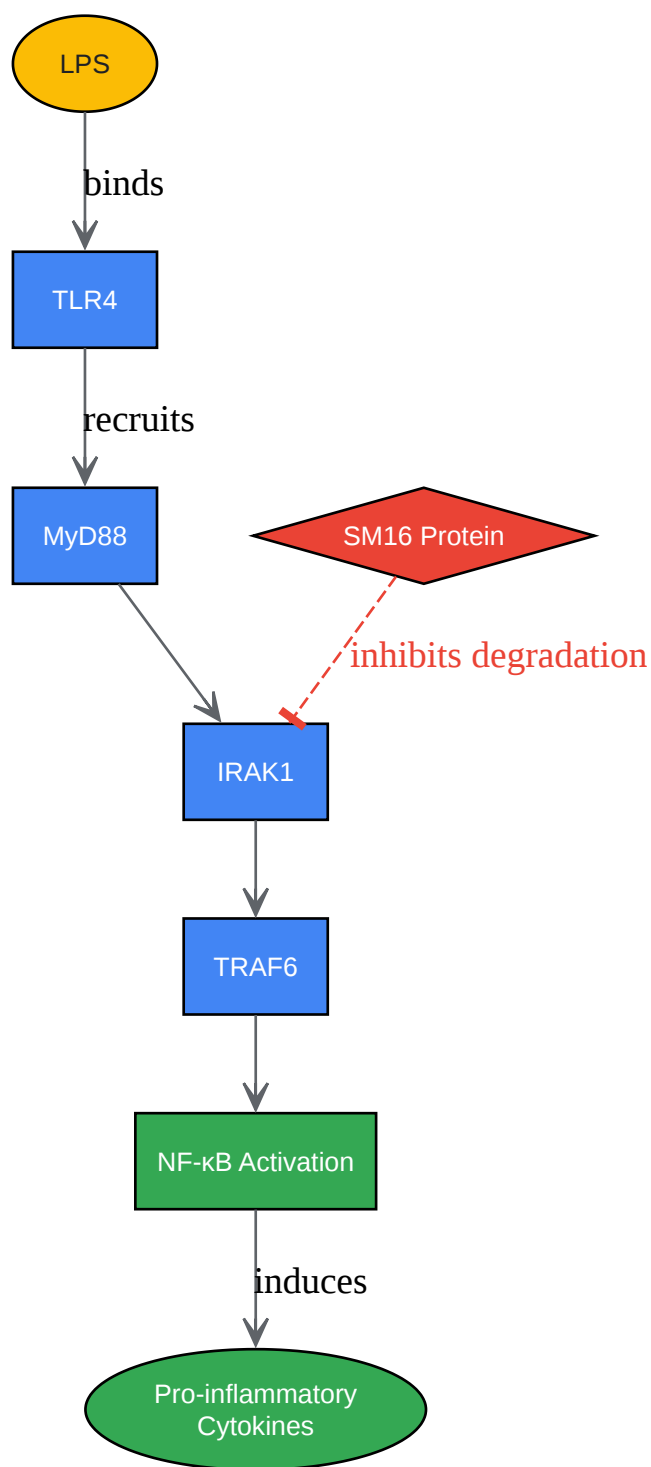 LPS
binds
TLR4
recruits
MyD88
SM16 Protein
inhibits degradation
IRAK1
TRAF6
NF-κB Activation
induces
Pro-inflammatory
Cytokines